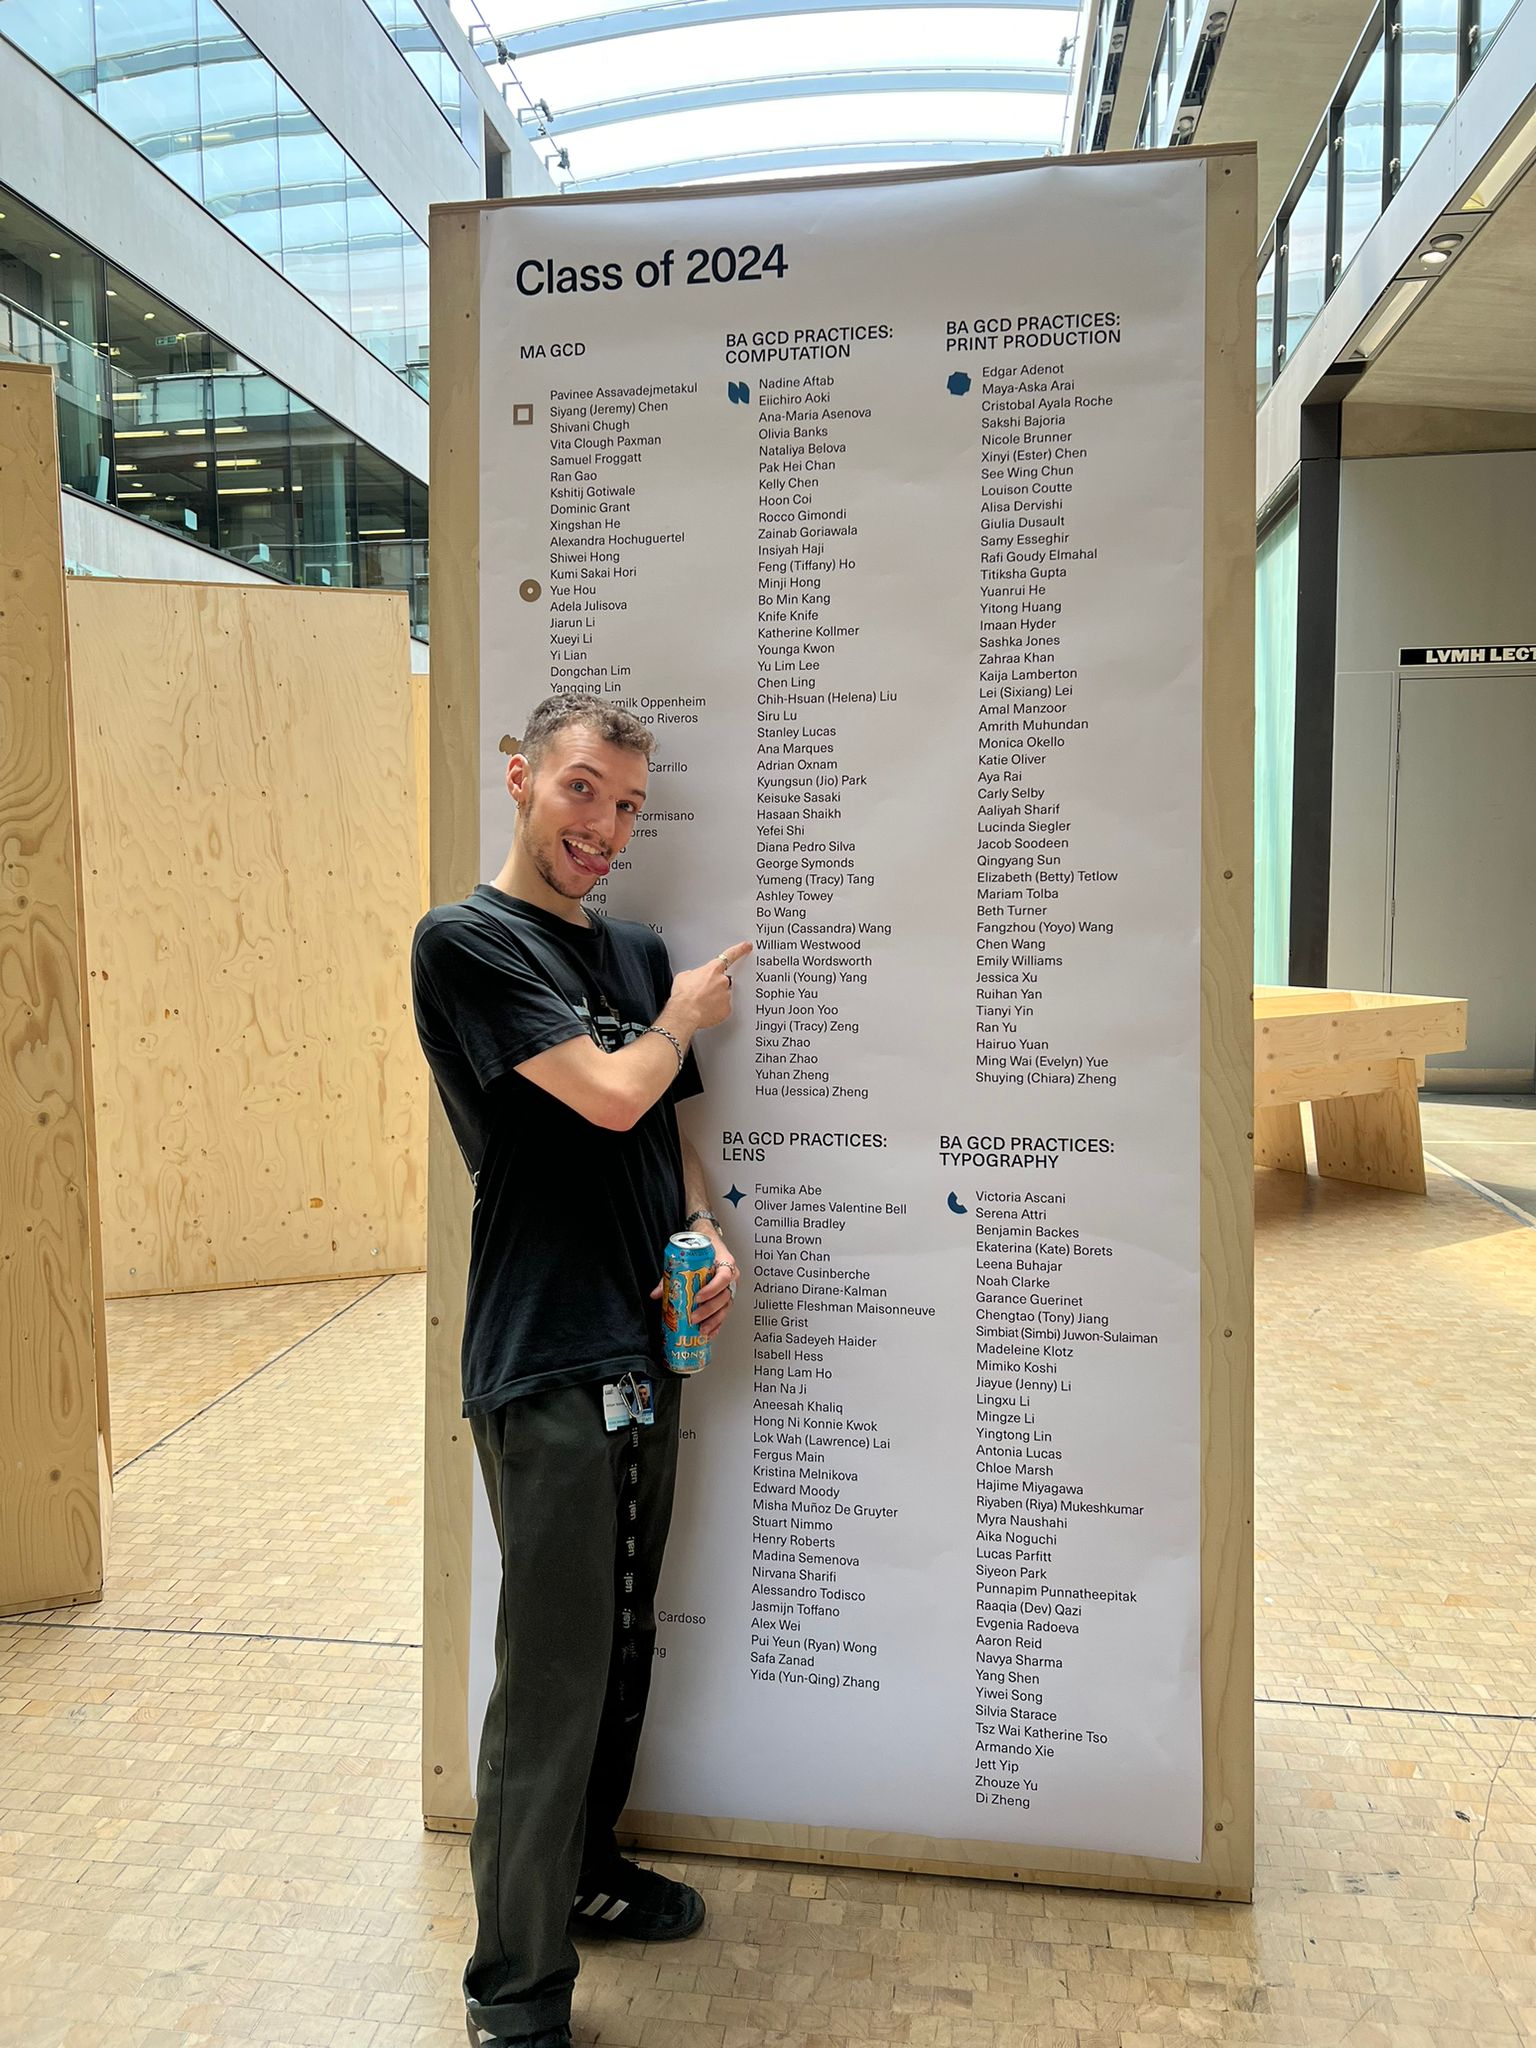 Class of 2024
MA GCD
Pavinee Assavadejmetakul
Siyang (Jeremy) Chen
Shivani Chugh
Vita Clough Paxman
Samuel Froggatt
Ran Gao
Kshitij Gotiwale
Dominic Grant
Xingshan He
Alexandra Hochuguertel
Shiwei Hong
Kumi Sakai Hori
Yue Hou
Adela Julisova
Jiarun Li
Xueyi Li
Yi Lian
Dongchan Lim
Yangqing Lin
Oppenheim
Riveros
Carrillo
Formisano
Xu
Yu
Cardoso
BA GCD PRACTICES:
COMPUTATION
Nadine Aftab
Eiichiro Aoki
Ana-Maria Asenova
Olivia Banks
Nataliya Belova
Pak Hei Chan
Kelly Chen
Hoon Coi
Rocco Gimondi
Zainab Goriawala
Insiyah Haji
Feng (Tiffany) Ho
Minji Hong
Bo Min Kang
Knife Knife
Katherine Kollmer
Younga Kwon
Yu Lim Lee
Chen Ling
Chih-Hsuan (Helena) Liu
Siru Lu
Stanley Lucas
Ana Marques
Adrian Oxnam
Kyungsun (Jio) Park
Keisuke Sasaki
Hasaan Shaikh
Yefei Shi
Diana Pedro Silva
George Symonds
Yumeng (Tracy) Tang
Ashley Towey
Bo Wang
Yijun (Cassandra) Wang
William Westwood
Isabella Wordsworth
Xuanli (Young) Yang
Sophie Yau
Hyun Joon Yoo
Jingyi (Tracy) Zeng
Sixu Zhao
Zihan Zhao
Yuhan Zheng
Hua (Jessica) Zheng
BA GCD PRACTICES:
PRINT PRODUCTION
Edgar Adenot
Maya-Aska Arai
Cristobal Ayala Roche
Sakshi Bajoria
Nicole Brunner
Xinyi (Ester) Chen
See Wing Chun
Louison Coutte
Alisa Dervishi
Giulia Dusault
Samy Esseghir
Rafi Goudy Elmahal
Titiksha Gupta
Yuanrui He
Yitong Huang
Imaan Hyder
Sashka Jones
Zahraa Khan
Kaija Lamberton
Lei (Sixiang) Lei
Amal Manzoor
Amrith Muhundan
Monica Okello
Katie Oliver
Aya Rai
Carly Selby
Aaliyah Sharif
Lucinda Siegler
Jacob Soodeen
Qingyang Sun
Elizabeth (Betty) Tetlow
Mariam Tolba
Beth Turner
Fangzhou (Yoyo) Wang
Chen Wang
Emily Williams
Jessica Xu
Ruihan Yan
Tianyi Yin
Ran Yu
Hairuo Yuan
Ming Wai (Evelyn) Yue
Shuying (Chiara) Zheng
BA GCD PRACTICES:
LENS
Fumika Abe
Oliver James Valentine Bell
Camillia Bradley
Luna Brown
Hoi Yan Chan
Octave Cusinberche
Adriano Dirane-Kalman
Juliette Fleshman Maisonneuve
Ellie Grist
Aafia Sadeyeh Haider
Isabell Hess
Hang Lam Ho
Han Na Ji
Aneesah Khaliq
Hong Ni Konnie Kwok
Lok Wah (Lawrence) Lai
Fergus Main
Kristina Melnikova
Edward Moody
Misha Muñoz De Gruyter
Stuart Nimmo
Henry Roberts
Madina Semenova
Nirvana Sharifi
Alessandro Todisco
Jasmijn Toffano
Alex Wei
Pui Yeun (Ryan) Wong
Safa Zanad
Yida (Yun-Qing) Zhang
BA GCD PRACTICES:
TYPOGRAPHY
Victoria Ascani
Serena Attri
Benjamin Backes
Ekaterina (Kate) Borets
Leena Buhajar
Noah Clarke
Garance Guerinet
Chengtao (Tony) Jiang
Simbiat (Simbi) Juwon-Sulaiman
Madeleine Klotz
Mimiko Koshi
Jiayue (Jenny) Li
Lingxu Li
Mingze Li
Yingtong Lin
Antonia Lucas
Chloe Marsh
Hajime Miyagawa
Riyaben (Riya) Mukeshkumar
Myra Naushahi
Aika Noguchi
Lucas Parfitt
Siyeon Park
Punnapim Punnatheepitak
Raaqia (Dev) Qazi
Evgenia Radoeva
Aaron Reid
Navya Sharma
Yang Shen
Yiwei Song
Silvia Starace
Tsz Wai Katherine Tso
Armando Xie
Jett Yip
Zhouze Yu
Di Zheng
LVMH LECT
JUICE
ual:
ual:
ual:
ual:
ual:
ual: